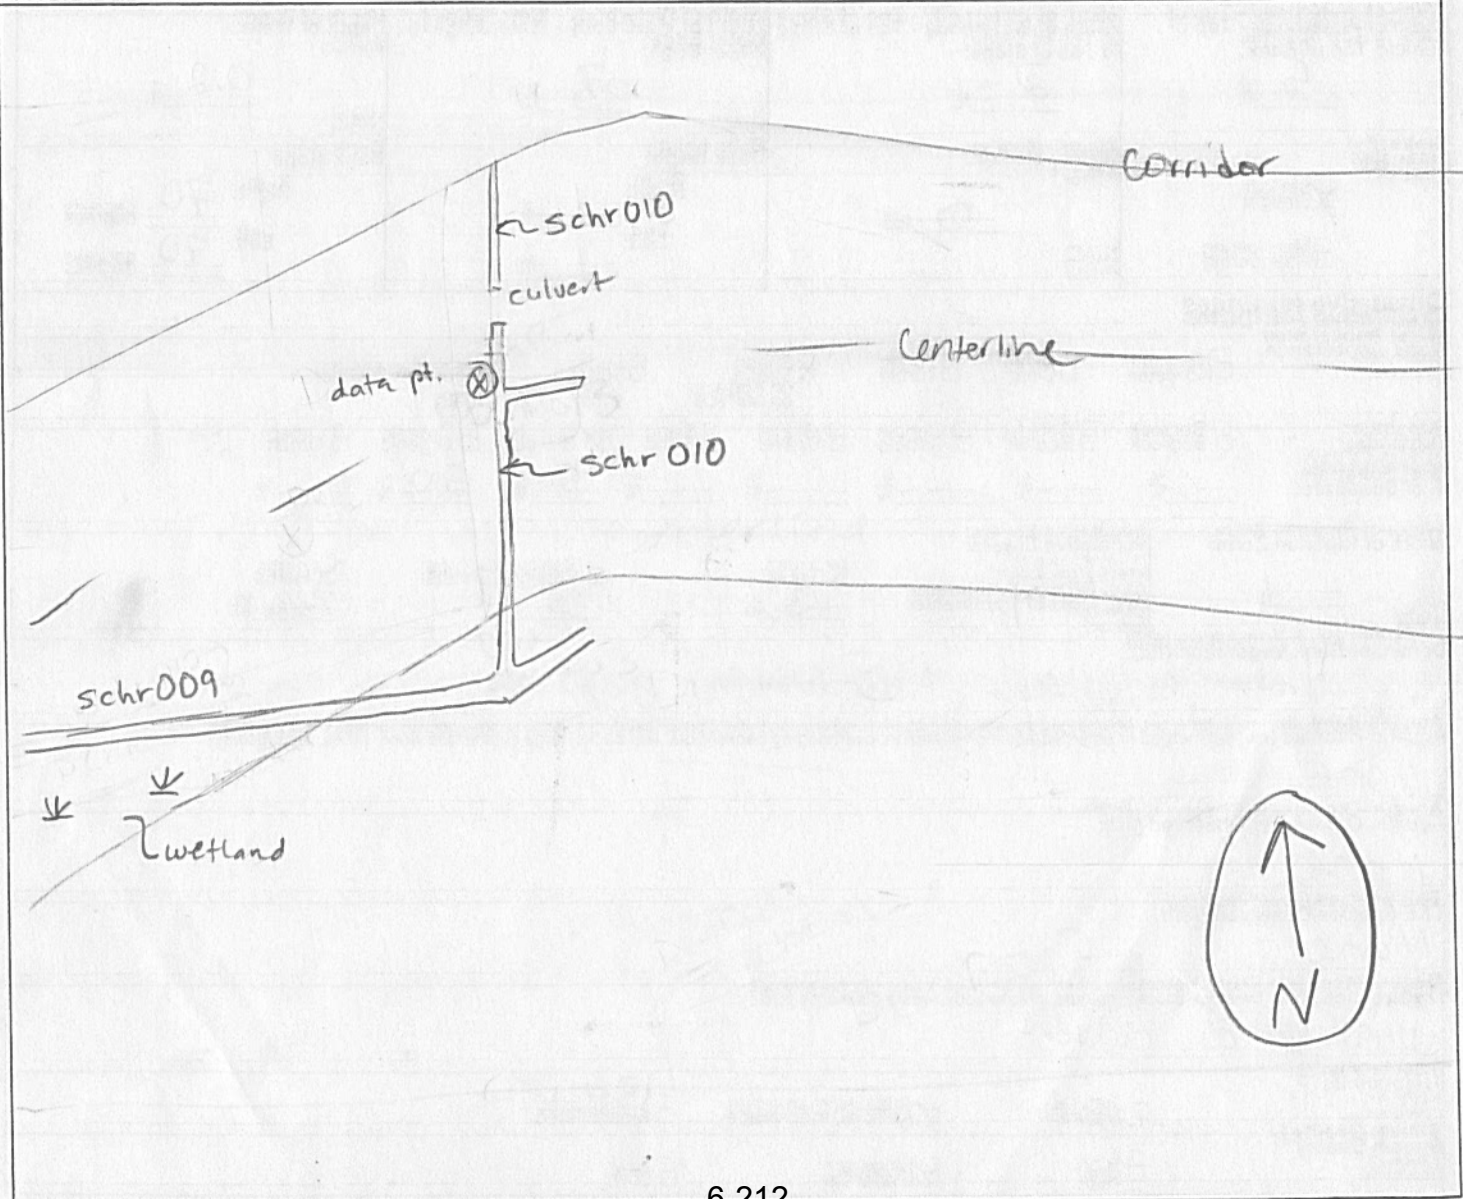 corridor
schr010
culvert
Centerline
data pt.
schr 010
schr009
wetland
N
6-212